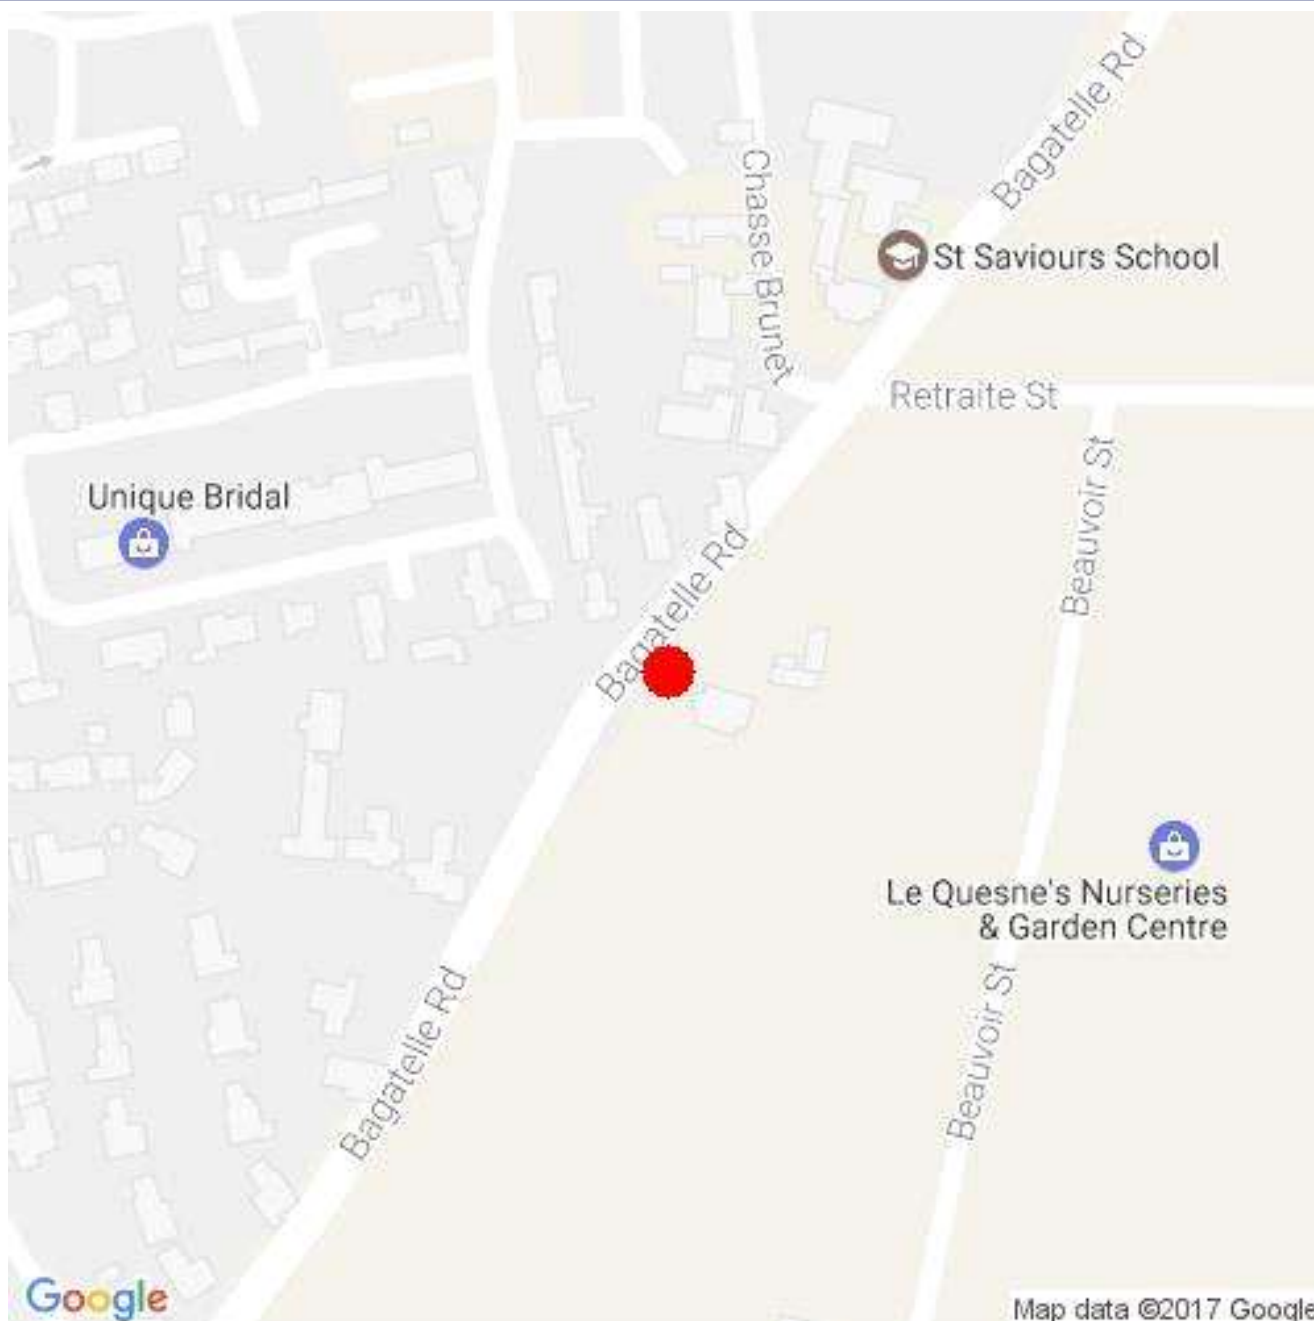 Bagatelle Rd
Chasse Brunet
St Saviours School
Retraite St
Unique Bridal
Beauvoir St
Bagatelle Rd
Le Quesne's Nurseries
& Garden Centre
Bagatelle Rd
Beauvoir St
Google
Map data ©2017 Google